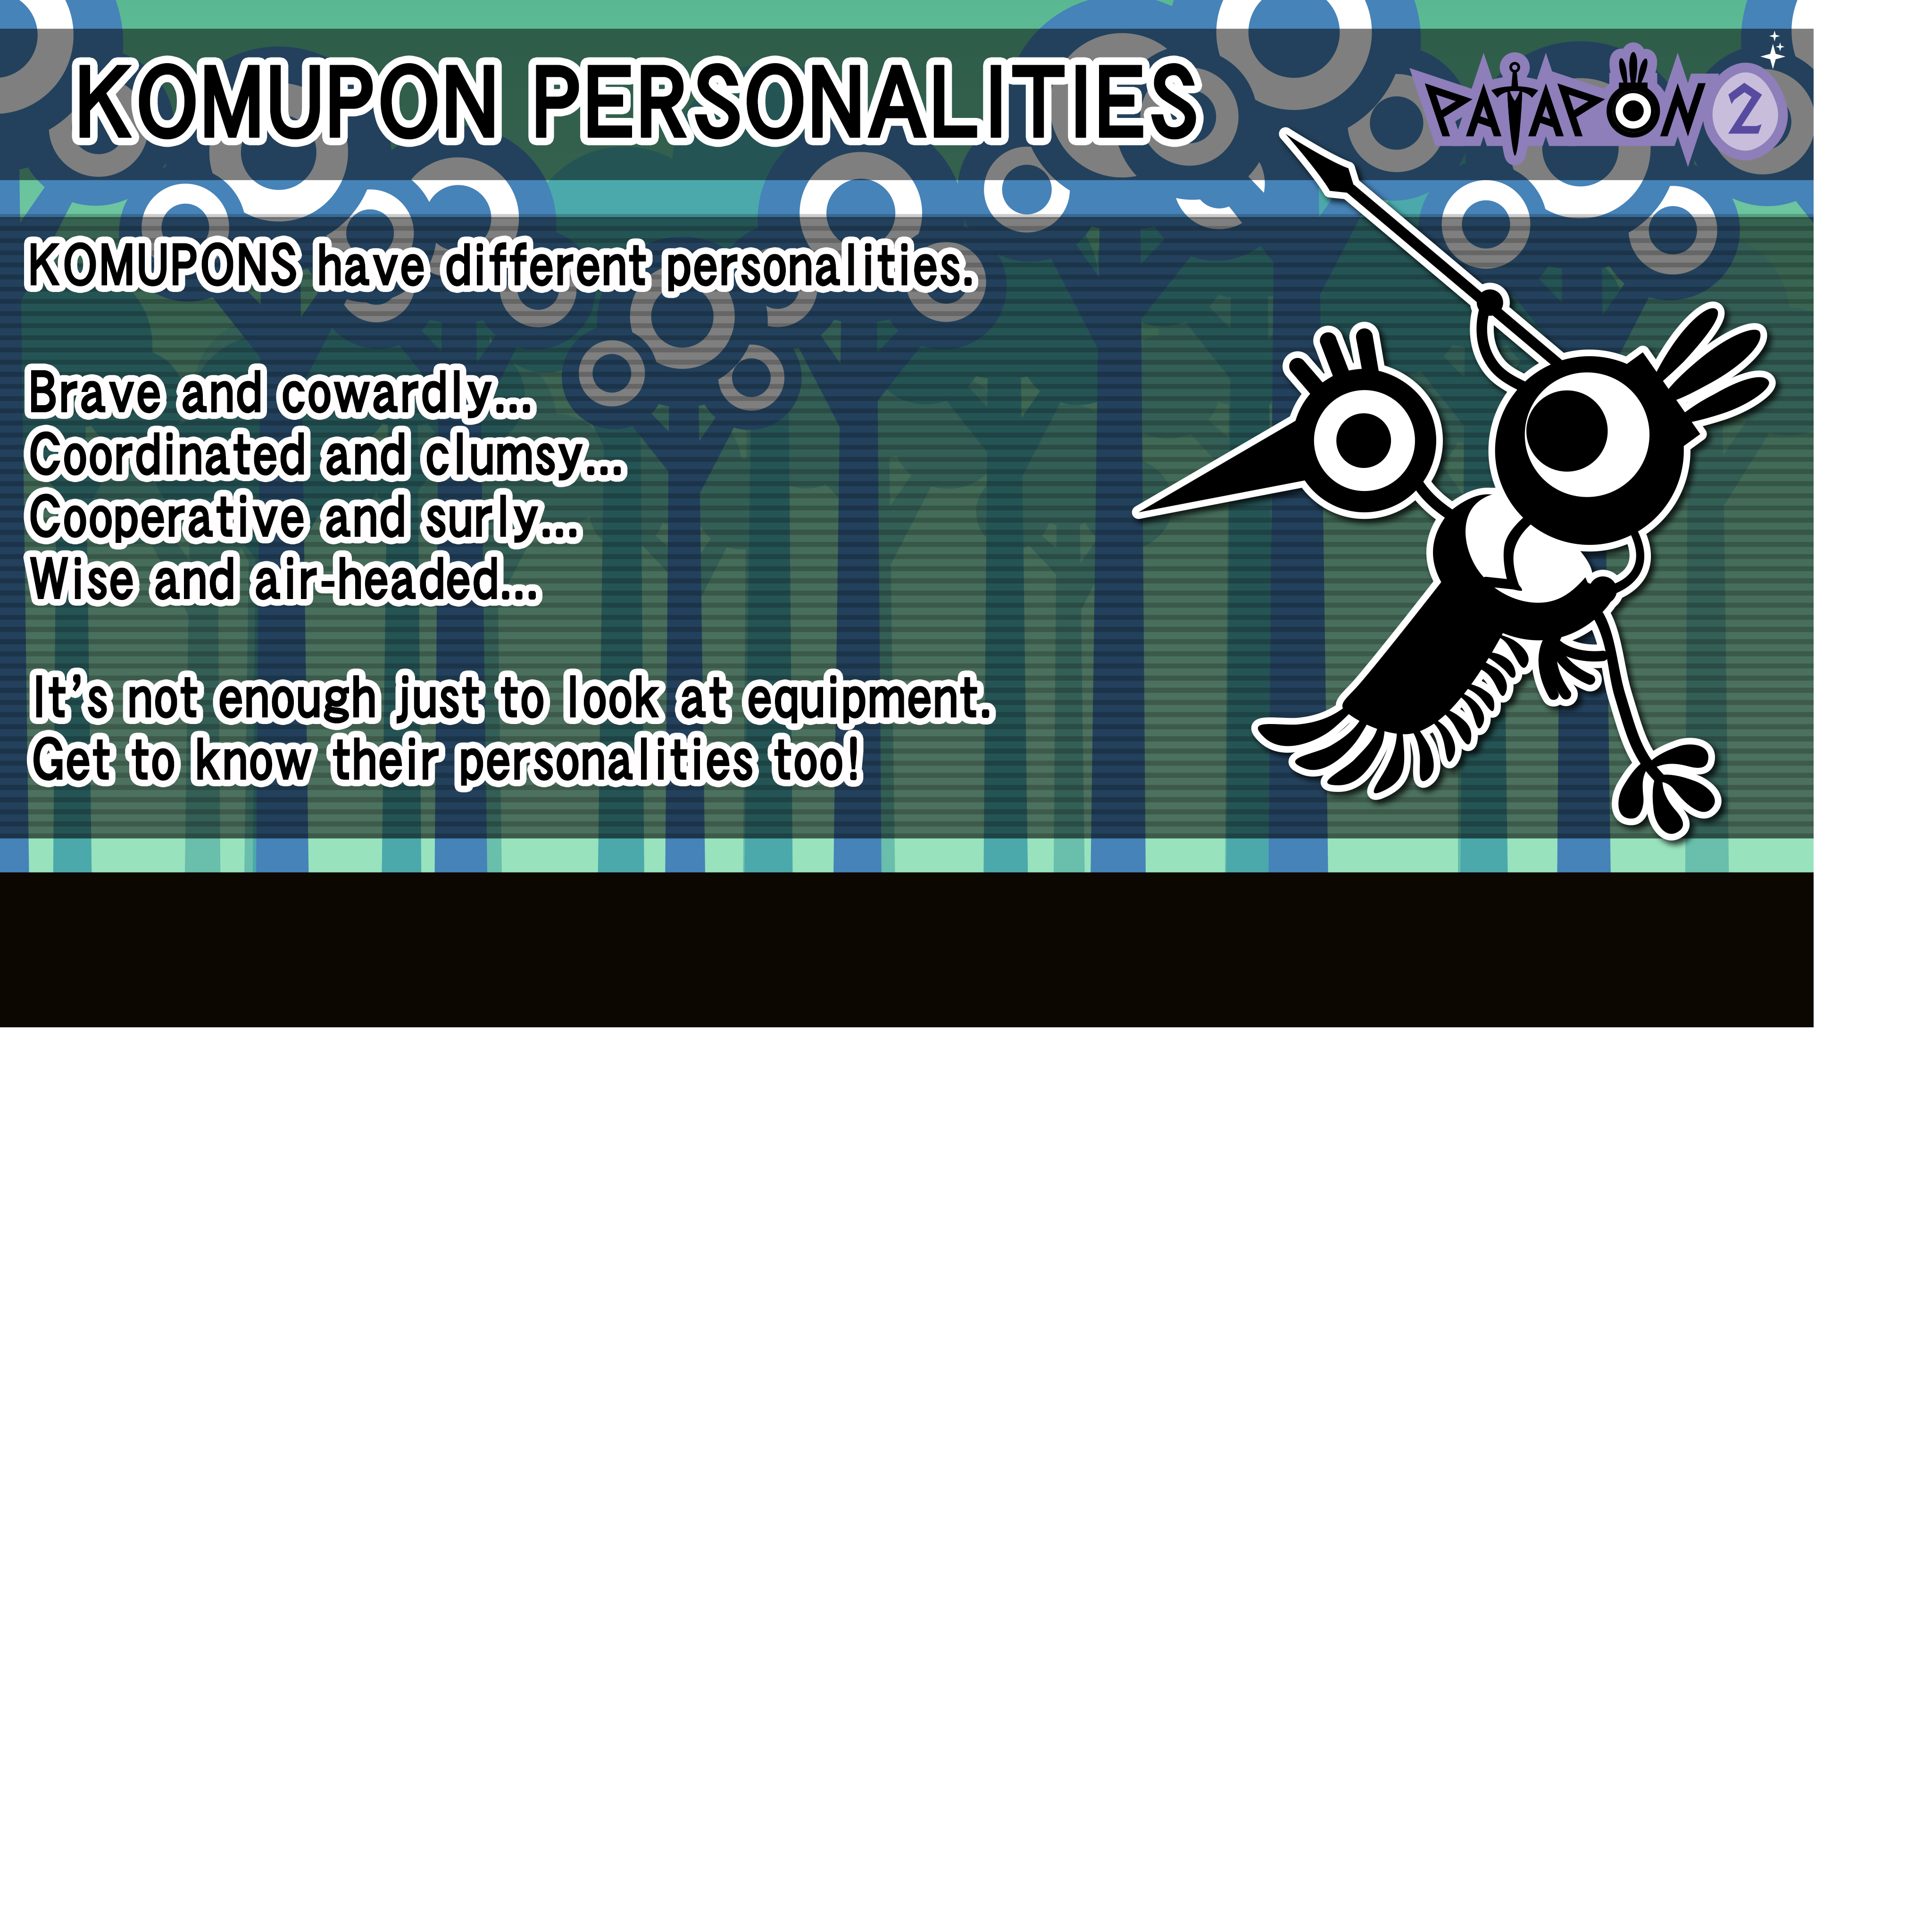 KOMUPON PERSONALITIES
PATAPON 2
KOMUPONS have different personalities.
Brave and cowardly...
Coordinated and clumsy...
Cooperative and surly...
Wise and air-headed...
It's not enough just to look at equipment.
Get to know their personalities too!